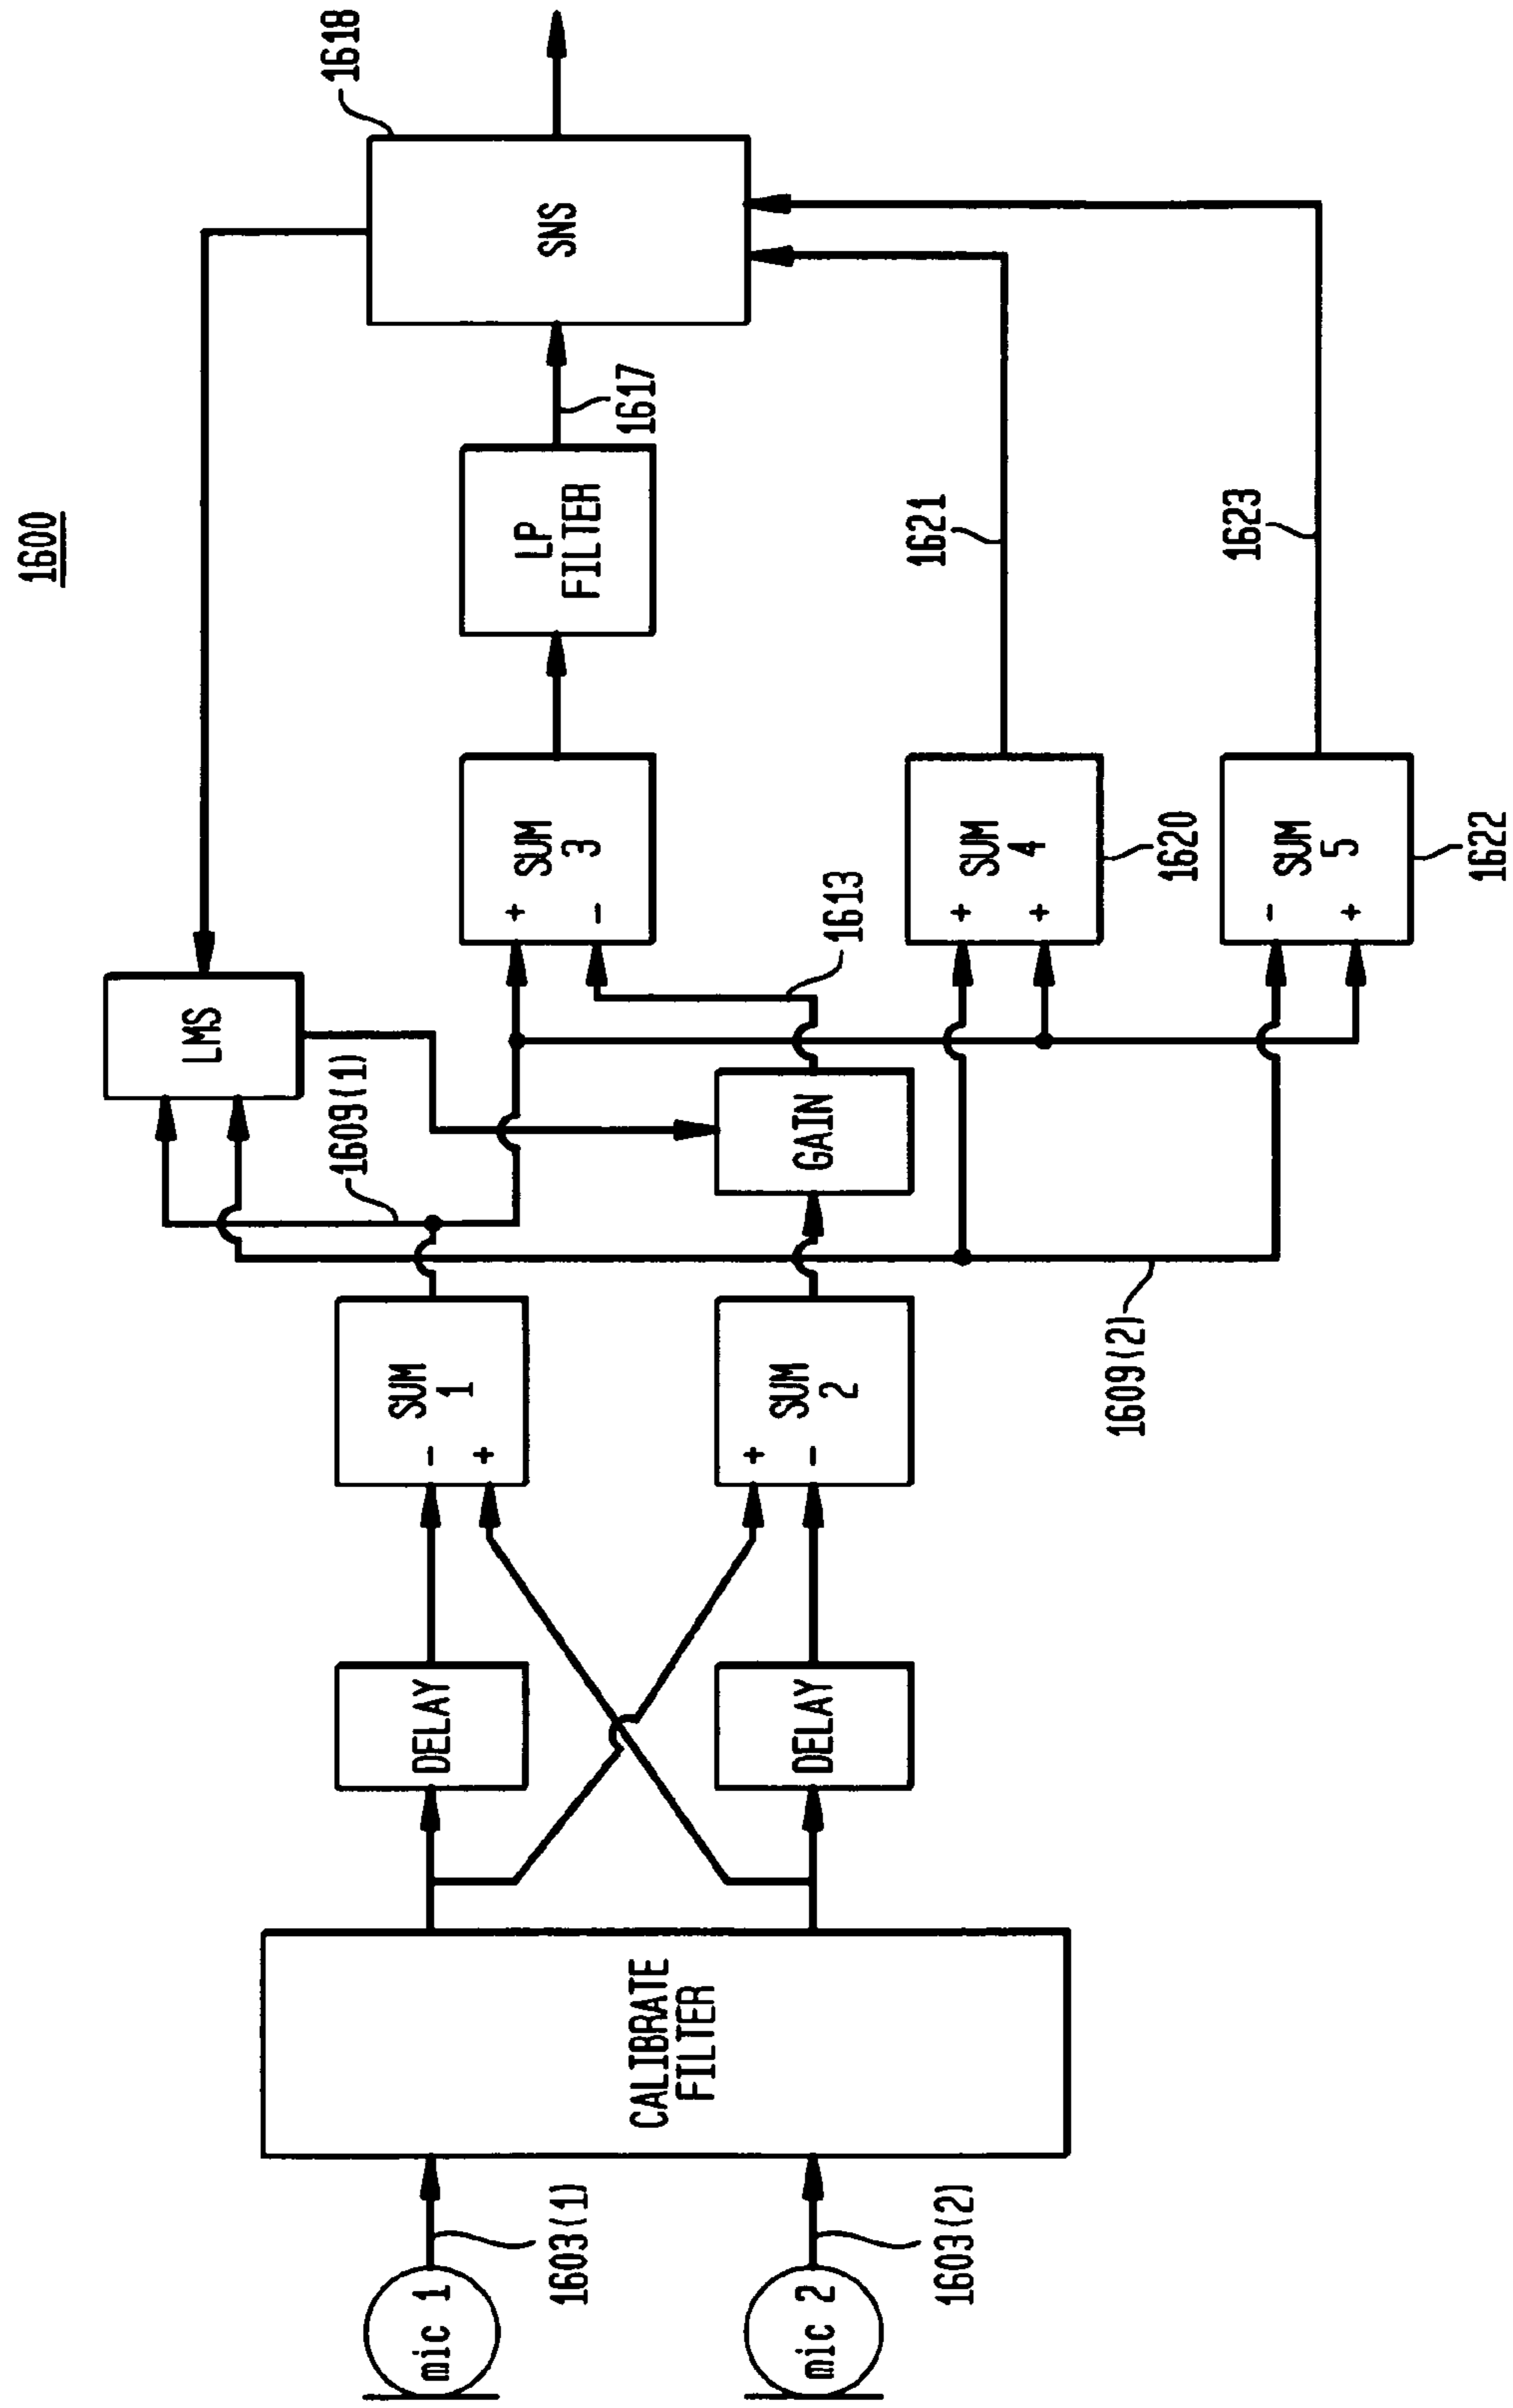 1600
mic 1
1603(1)
mic 2
1603(2)
CALIBRATE
FILTER
DELAY
DELAY
SUM
1
-
+
SUM
2
+
-
1609(1)
1609(2)
LMS
GAIN
1613
SUM
3
+
-
SUM
4
+
+
1620
SUM
5
-
+
1622
LP
FILTER
1617
1621
1623
SNS
1618